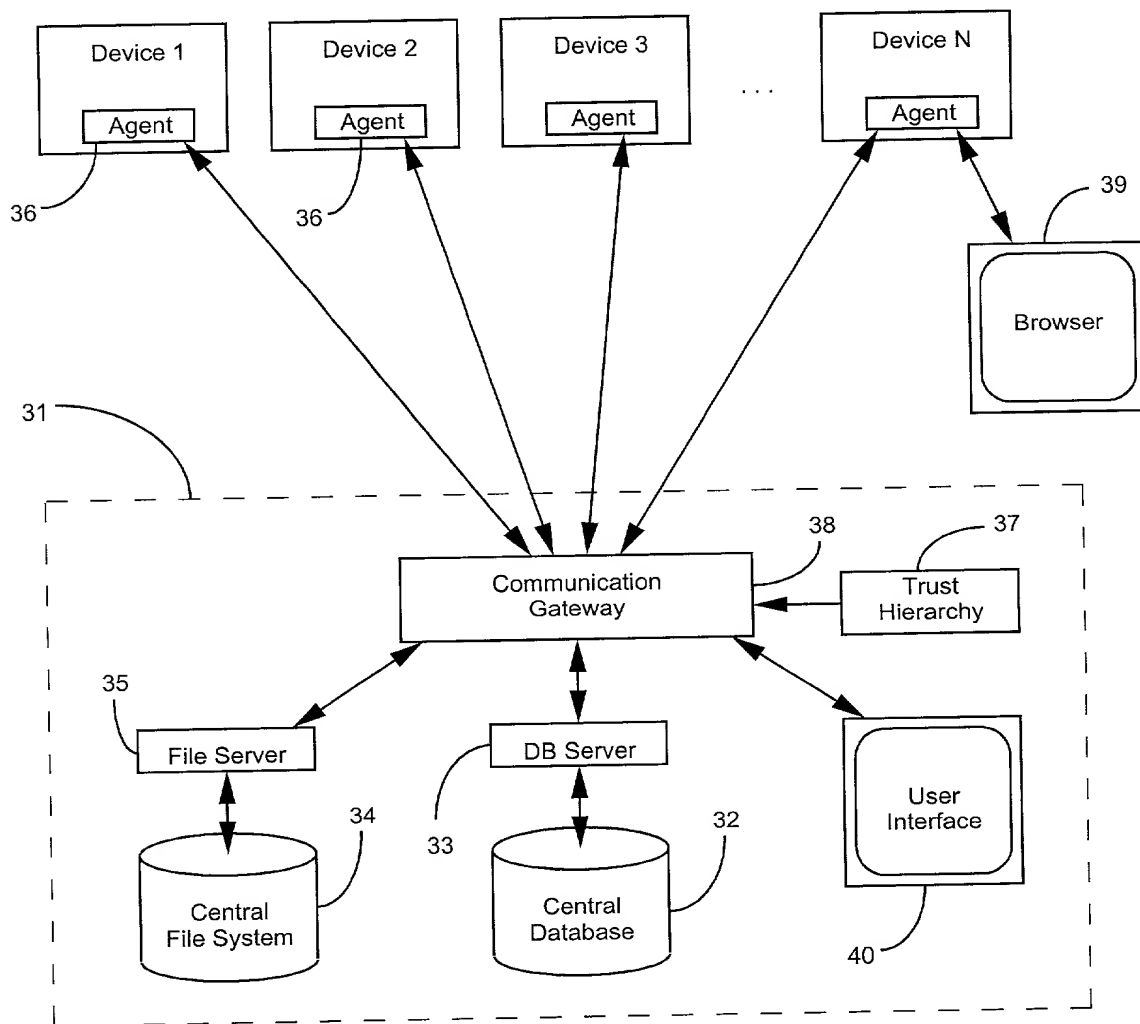 Device 1
Device 2
Device 3
. . .
Device N
Agent
Agent
Agent
Agent
36
36
39
Browser
31
38
37
Communication
Gateway
Trust
Hierarchy
35
File Server
DB Server
33
34
32
User
Interface
Central
File System
Central
Database
40